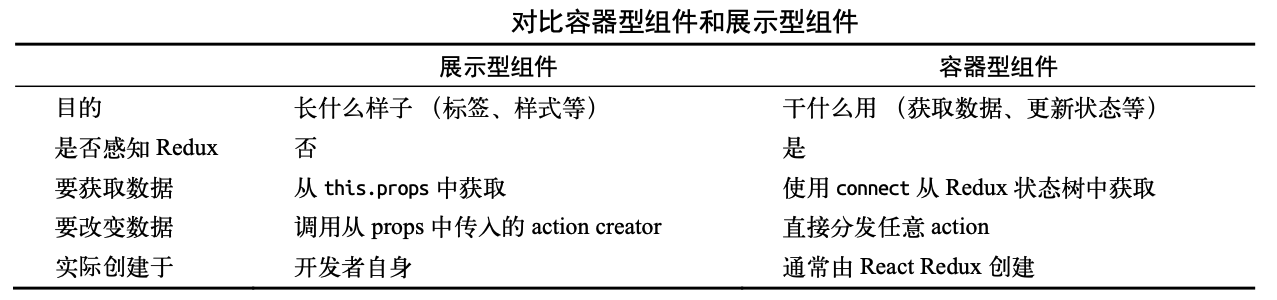 对比容器型组件和展示型组件
展示型组件 容器型组件
目的 长什么样子 （标签、样式等） 干什么用 （获取数据、更新状态等）
是否感知 Redux 否 是
要获取数据 从 this.props 中获取 使用 connect 从 Redux 状态树中获取
要改变数据 调用从 props 中传入的 action creator 直接分发任意 action
实际创建于 开发者自身 通常由 React Redux 创建